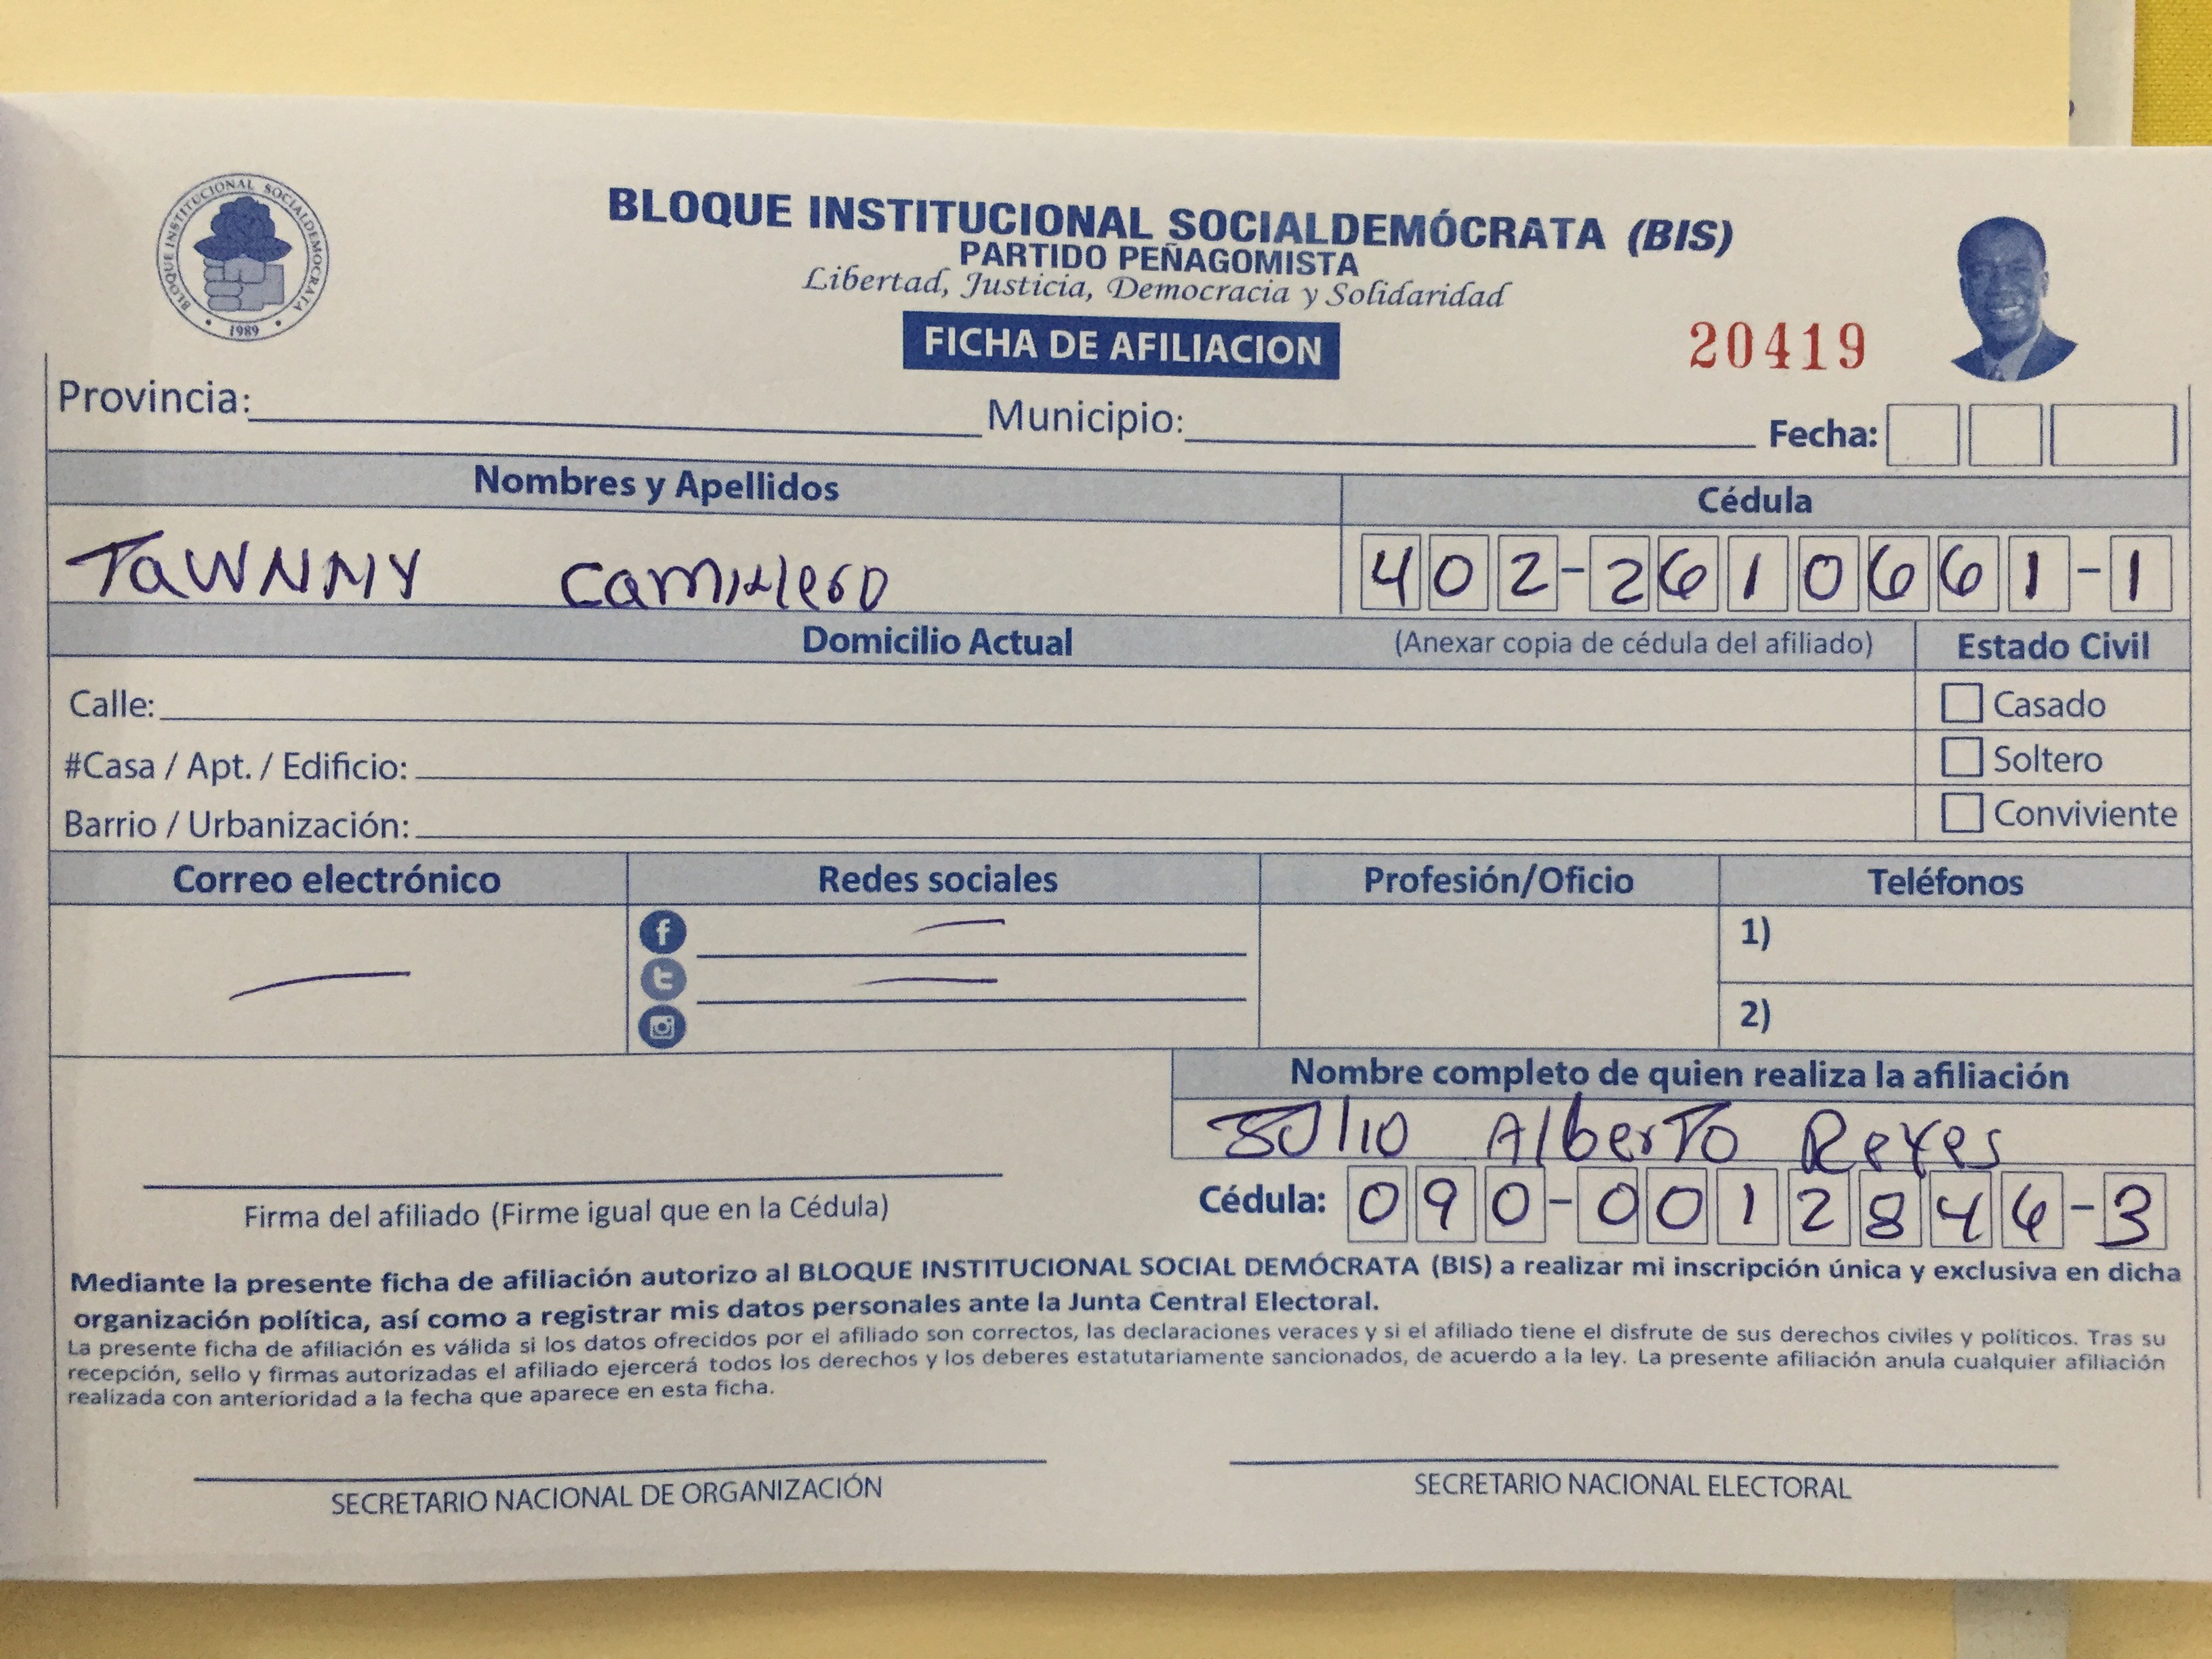 BLOQUE INSTITUCIONAL SOCIALDEMOCRATA
1989
BLOQUE INSTITUCIONAL SOCIALDEMÓCRATA (BIS)
PARTIDO PEÑAGOMISTA
Libertad, Justicia, Democracia y Solidaridad
FICHA DE AFILIACION
20419
Provincia: Municipio: Fecha:
Nombres y Apellidos Cédula
TaWNNY 402-2610661-1
Domicilio Actual (Anexar copia de cédula del afiliado) Estado Civil
Calle: Casado
#Casa / Apt. / Edificio: Soltero
Barrio / Urbanización: Conviviente
Correo electrónico Redes sociales Profesión/Oficio Teléfonos
1)
2)
Nombre completo de quien realiza la afiliación
JUlio AlberTo Reyes
Cédula: 090-0012846-3
Firma del afiliado (Firme igual que en la Cédula)
Mediante la presente ficha de afiliación autorizo al BLOQUE INSTITUCIONAL SOCIAL DEMÓCRATA (BIS) a realizar mi inscripción única y exclusiva en dicha
organización política, así como a registrar mis datos personales ante la Junta Central Electoral.
La presente ficha de afiliación es válida si los datos ofrecidos por el afiliado son correctos, las declaraciones veraces y si el afiliado tiene el disfrute de sus derechos civiles y políticos. Tras su
recepción, sello y firmas autorizadas el afiliado ejercerá todos los derechos y los deberes estatutariamente sancionados, de acuerdo a la ley. La presente afiliación anula cualquier afiliación
realizada con anterioridad a la fecha que aparece en esta ficha.
SECRETARIO NACIONAL DE ORGANIZACIÓN SECRETARIO NACIONAL ELECTORAL